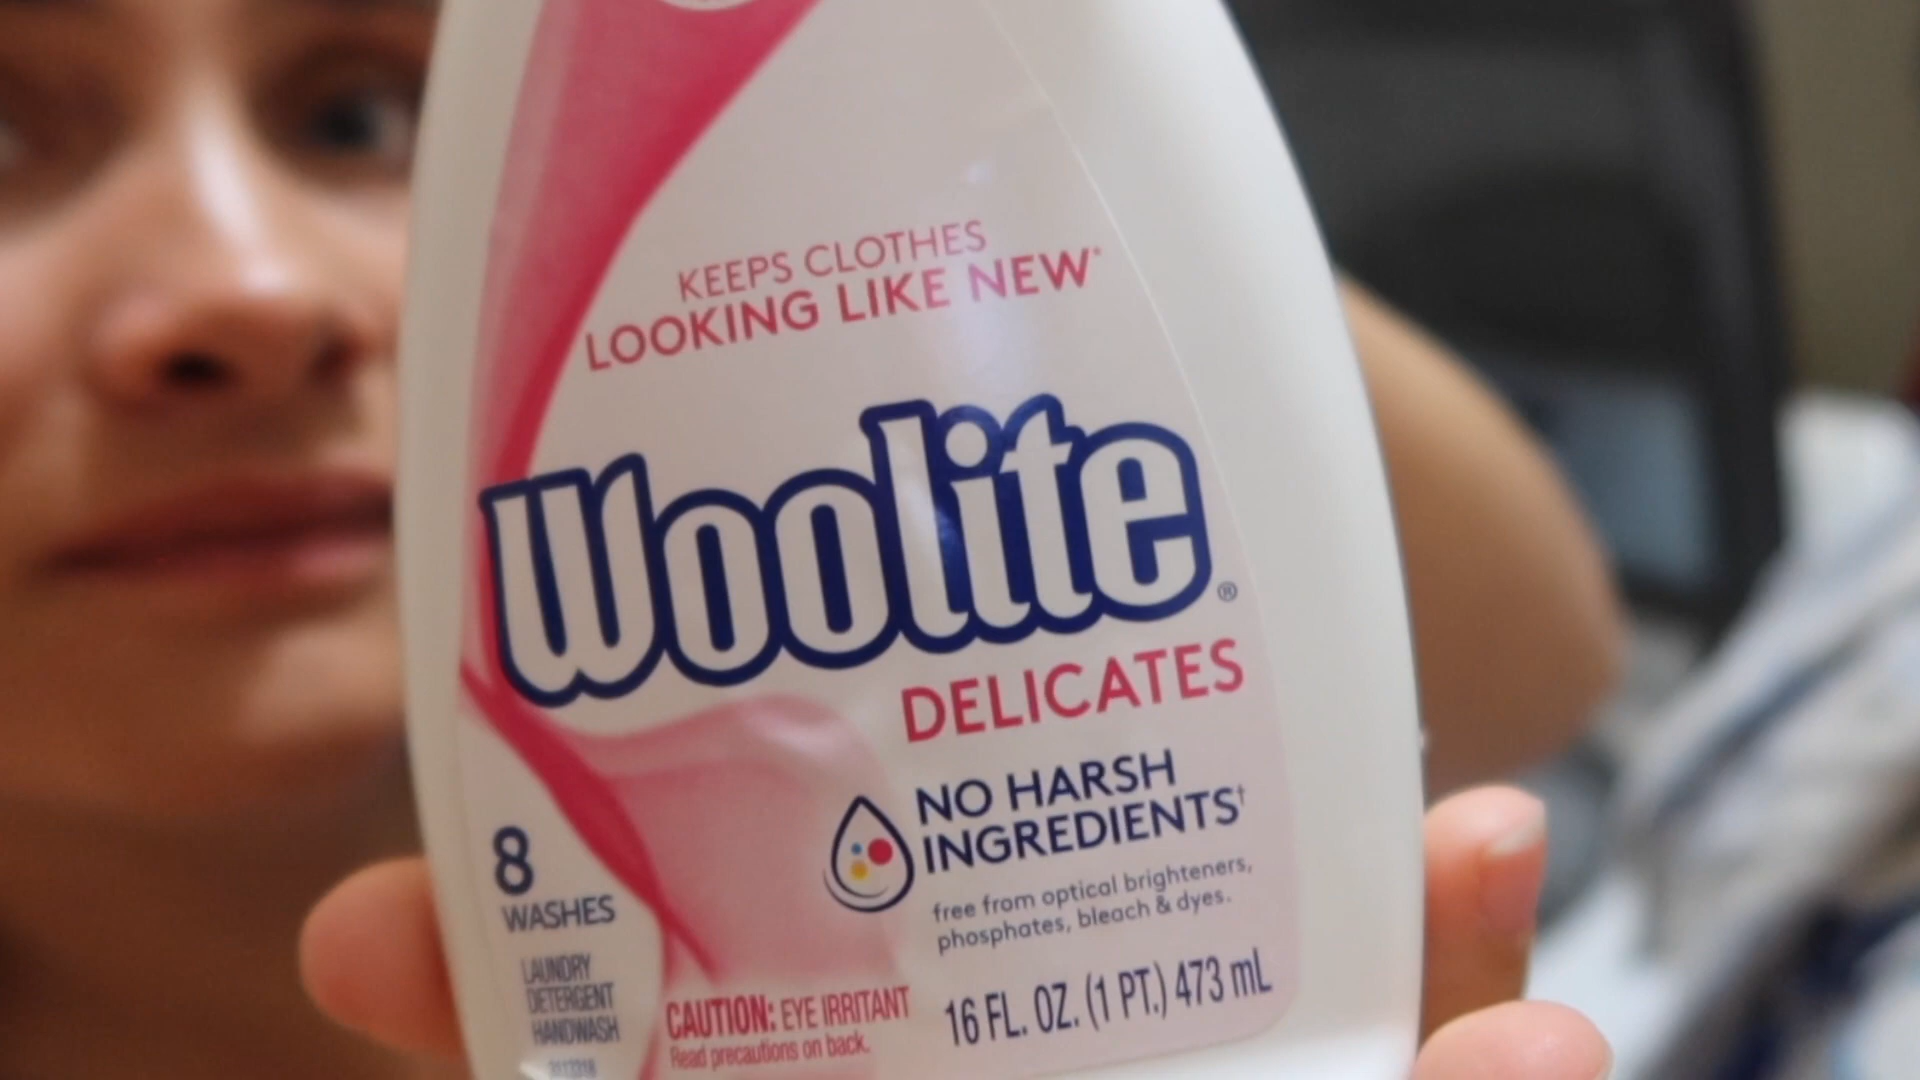 KEEPS CLOTHES
LOOKING LIKE NEW*
Woolite®
DELICATES
NO HARSH
INGREDIENTS†
free from optical brighteners,
phosphates, bleach & dyes.
8
WASHES
LAUNDRY
DETERGENT
HANDWASH
CAUTION: EYE IRRITANT
Read precautions on back.
16 FL. OZ. (1 PT.) 473 mL